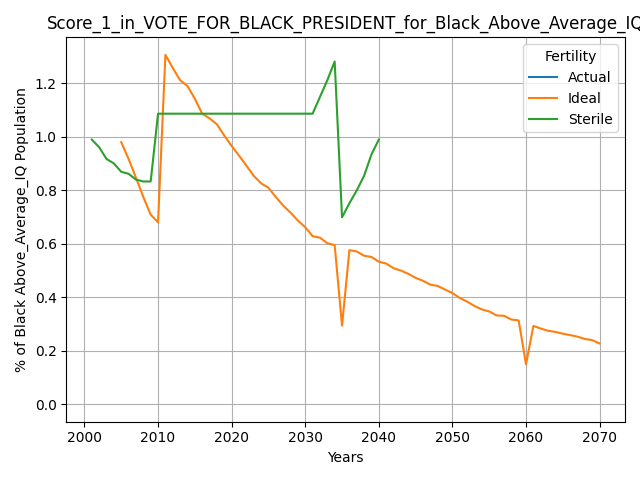 Score_1_in_VOTE_FOR_BLACK_PRESIDENT_for_Black_Above_Average_IQ
Fertility
Actual
Ideal
Sterile
% of Black Above_Average_IQ Population
1.2
1.0
0.8
0.6
0.4
0.2
0.0
2000 2010 2020 2030 2040 2050 2060 2070
Years